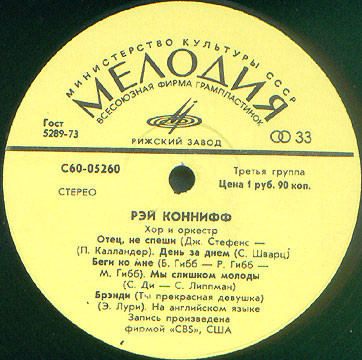 МИНИСТЕРСТВО КУЛЬТУРЫ СССР
МЕЛОДИЯ
ВСЕСОЮЗНАЯ ФИРМА ГРАМПЛАСТИНОК
Гост
5289-73
33
РИЖСКИЙ ЗАВОД
С60-05260
Третья группа
СТЕРЕО
Цена 1 руб. 90 коп.
РЭЙ КОННИФФ
Хор и оркестр
Отец, не спеши (Дж. Стефенс —
П. Калландер). День за днем (С. Шварц)
Беги ко мне (Б. Гибб — Р. Гибб —
М. Гибб). Мы слишком молоды
(С. Ди — С. Липпман)
Брэнди (Ты прекрасная девушка)
(Э. Лури). На английском языке
Запись произведена
фирмой «CBS», США